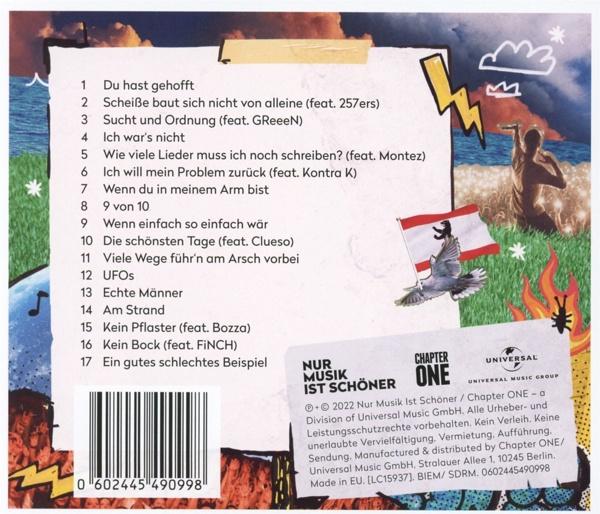 1 Du hast gehofft
2 Scheiße baut sich nicht von alleine (feat. 257ers)
3 Sucht und Ordnung (feat. GReeeN)
4 Ich war's nicht
5 Wie viele Lieder muss ich noch schreiben? (feat. Montez)
6 Ich will mein Problem zurück (feat. Kontra K)
7 Wenn du in meinem Arm bist
8 9 von 10
9 Wenn einfach so einfach wär
10 Die schönsten Tage (feat. Clueso)
11 Viele Wege führ'n am Arsch vorbei
12 UFOs
13 Echte Männer
14 Am Strand
15 Kein Pflaster (feat. Bozza)
16 Kein Bock (feat. FiNCH)
17 Ein gutes schlechtes Beispiel
NUR
MUSIK
IST SCHÖNER
CHAPTER
ONE
UNIVERSAL
UNIVERSAL MUSIC GROUP
℗ + © 2022 Nur Musik Ist Schöner / Chapter ONE – a
Division of Universal Music GmbH. Alle Urheber- und
Leistungsschutzrechte vorbehalten. Kein Verleih. Keine
unerlaubte Vervielfältigung, Vermietung, Aufführung,
Sendung. Manufactured & distributed by Chapter ONE/
Universal Music GmbH, Stralauer Allee 1, 10245 Berlin.
Made in EU. [LC15937]. BIEM/ SDRM. 0602445490998
0 602445 490998